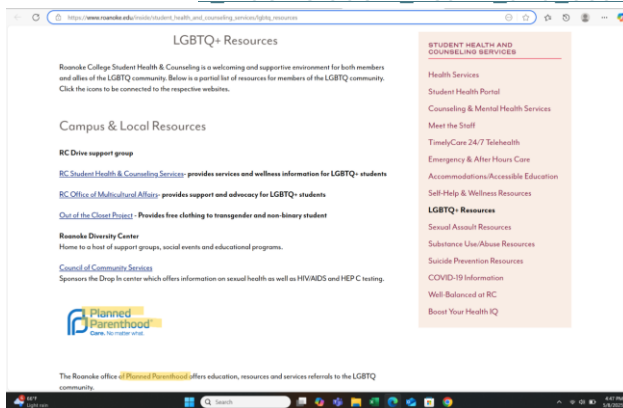 https://www.roanoke.edu/inside/student_health_and_counseling_services/lgbtq_resources
LGBTQ+ Resources
Roanoke College Student Health & Counseling is a welcoming and supportive environment for both members
and allies of the LGBTQ community. Below is a partial list of resources for members of the LGBTQ community.
Click the icons to be connected to the respective websites.
Campus & Local Resources
RC Drive support group
RC Student Health & Counseling Services- provides services and wellness information for LGBTQ+ students
RC Office of Multicultural Affairs- provides support and advocacy for LGBTQ+ students
Out of the Closet Project - Provides free clothing to transgender and non-binary student
Roanoke Diversity Center
Home to a host of support groups, social events and educational programs.
Council of Community Services
Sponsors the Drop In center which offers information on sexual health as well as HIV/AIDS and HEP C testing.
Planned
Parenthood
Care. No matter what.
The Roanoke office of Planned Parenthood offers education, resources and services referrals to the LGBTQ
community.
STUDENT HEALTH AND
COUNSELING SERVICES
Health Services
Student Health Portal
Counseling & Mental Health Services
Meet the Staff
TimelyCare 24/7 Telehealth
Emergency & After Hours Care
Accommodations/Accessible Education
Self-Help & Wellness Resources
LGBTQ+ Resources
Sexual Assault Resources
Substance Use/Abuse Resources
Suicide Prevention Resources
COVID-19 Information
Well-Balanced at RC
Boost Your Health IQ
Light rain
Search
4:47 PM